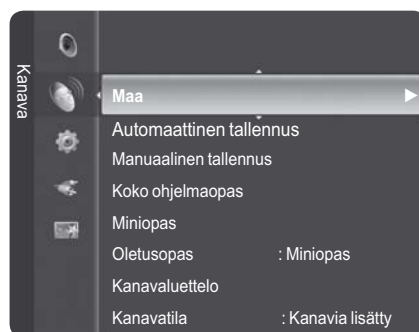 Kanava
Maa
Automaattinen tallennus
Manuaalinen tallennus
Koko ohjelmaopas
Miniopas
Oletusopas : Miniopas
Kanavaluettelo
Kanavatila : Kanavia lisätty